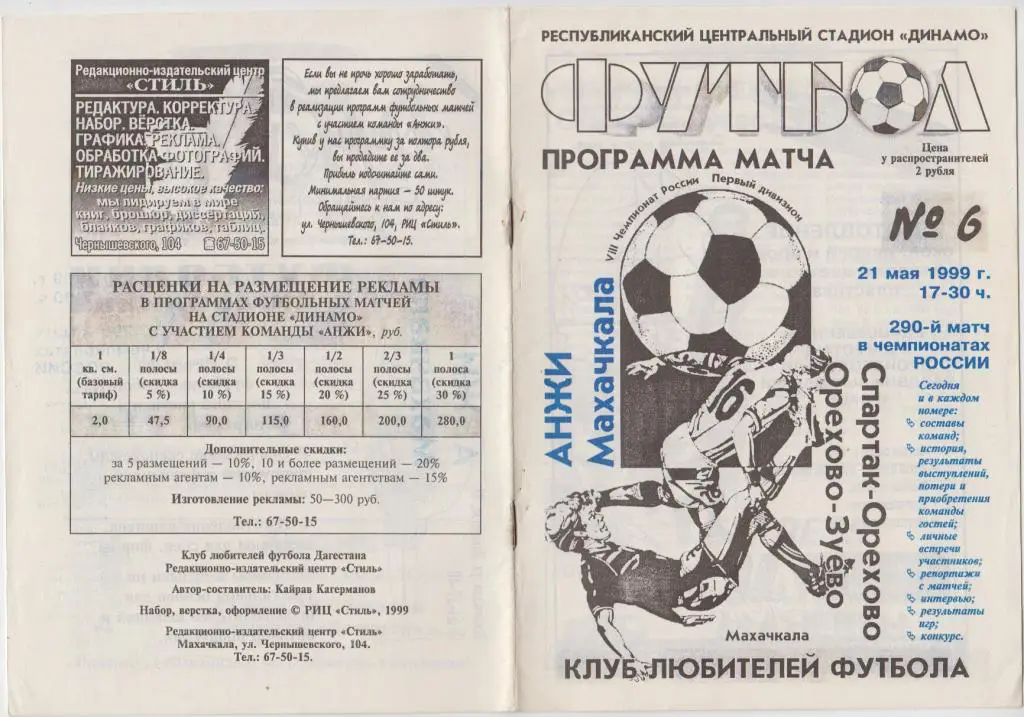 Редакционно-издательский центр
«СТИЛЬ»
РЕДАКТУРА. КОРРЕКТУРА.
НАБОР. ВЁРСТКА.
ГРАФИКА. РЕКЛАМА.
ОБРАБОТКА ФОТОГРАФИЙ.
ТИРАЖИРОВАНИЕ.
Низкие цены, высокое качество:
мы лидируем в мире
книг, брошюр, диссертаций,
бланков, графиков, таблиц.
Чернышевского, 104 ☎67-50-15
Если вы не прочь хорошо заработать,
мы предлагаем вам сотрудничество
в реализации программ футбольных матчей
с участием команды «Анжи».
Купив у нас программку за полтора рубля,
вы продадите ее за два.
Прибыль подсчитайте сами.
Минимальная партия – 50 штук.
Обращайтесь к нам по адресу:
ул. Чернышевского, 104, РИЦ «Стиль».
Тел.: 67-50-15.
РАСЦЕНКИ НА РАЗМЕЩЕНИЕ РЕКЛАМЫ
В ПРОГРАММАХ ФУТБОЛЬНЫХ МАТЧЕЙ
НА СТАДИОНЕ «ДИНАМО»
С УЧАСТИЕМ КОМАНДЫ «АНЖИ», руб.
1 кв. см. (базовый тариф) 1/8 полосы (скидка 5 %) 1/4 полосы (скидка 10 %) 1/3 полосы (скидка 15 %) 1/2 полосы (скидка 20 %) 2/3 полосы (скидка 25 %) 1 полоса (скидка 30 %)
2,0 47,5 90,0 115,0 160,0 200,0 280,0
Дополнительные скидки:
за 5 размещений — 10%, 10 и более размещений — 20%
рекламным агентам — 10%, рекламным агентствам — 15%
Изготовление рекламы: 50—300 руб.
Тел.: 67-50-15
Клуб любителей футбола Дагестана
Редакционно-издательский центр «Стиль»
Автор-составитель: Кайрав Кагерманов
Набор, верстка, оформление © РИЦ «Стиль», 1999
Редакционно-издательский центр «Стиль»
Махачкала, ул. Чернышевского, 104.
Тел.: 67-50-15.
РЕСПУБЛИКАНСКИЙ ЦЕНТРАЛЬНЫЙ СТАДИОН «ДИНАМО»
ФУТБОЛ
ПРОГРАММА МАТЧА
Цена
у распространителей
2 рубля
VIII Чемпионат России Первый дивизион
№ 6
21 мая 1999 г.
17-30 ч.
290-й матч
в чемпионатах
РОССИИ
АНЖИ
Махачкала
16
Спартак-Орехово
Орехово-Зуево
Сегодня
и в каждом
номере:
составы
команд;
история,
результаты
выступлений,
потери и
приобретения
команды
гостей;
личные
встречи
участников;
репортажи
с матчей;
интервью;
результаты
игр;
конкурс.
Махачкала
КЛУБ ЛЮБИТЕЛЕЙ ФУТБОЛА